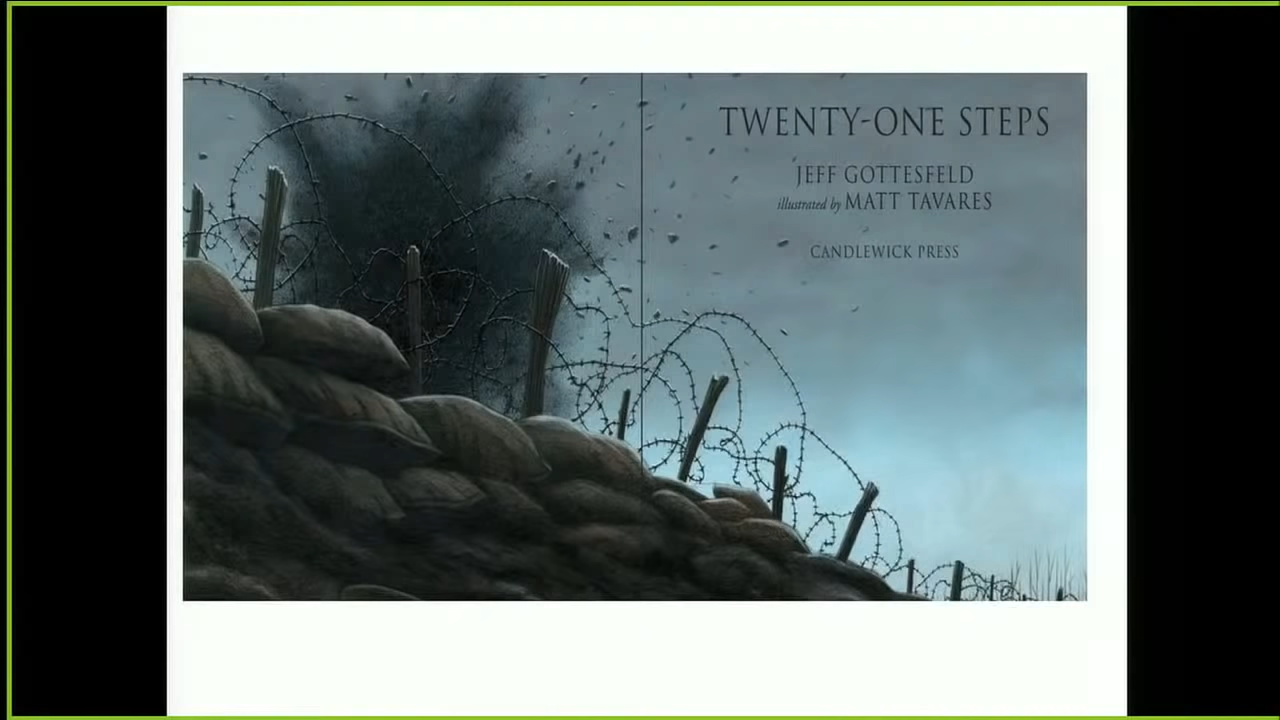 TWENTY-ONE STEPS
JEFF GOTTESFELD
illustrated by MATT TAVARES
CANDLEWICK PRESS